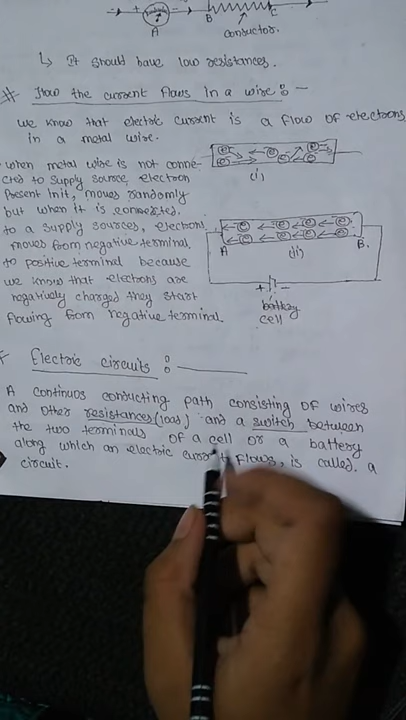 - +
A
B
C
conductor.
↳ It should have low resistances.
# How the current flows in a wire :-
We know that electric current is a flow of electrons
in a metal wire.
when metal wire is not conne-
cted to supply source, electron
Present init, moves randomly
but when it is connected.
to a supply sources, electrons
moves from negative terminal
to positive terminal because
we know that electrons are
negatively charged they start
flowing from negative terminal.
(i)
A
(ii)
B.
+ -
battery
cell
Electric circuits :-
A continuos conducting path consisting of wires
and other resistances (load) and a switch between
the two terminals of a cell or a battery
along which an electric current flows, is called a
circuit.